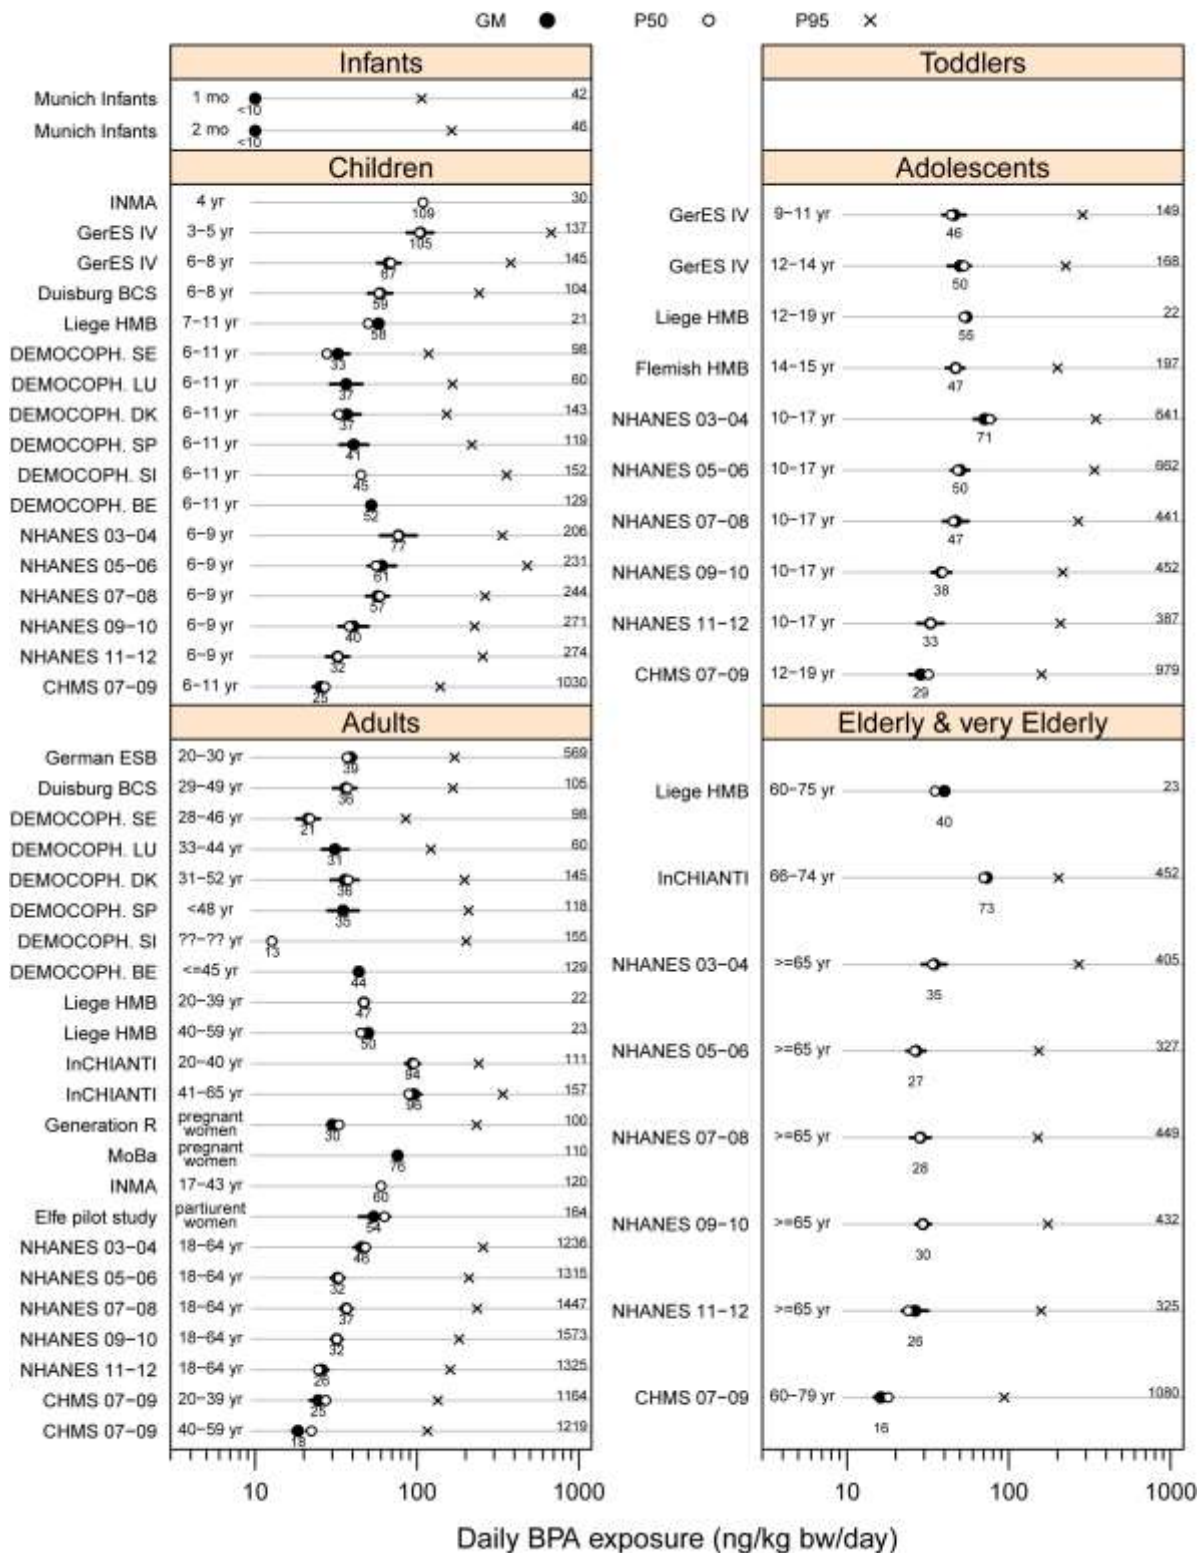 GM P50 P95
Infants
Munich Infants 1 mo <10 42
Munich Infants 2 mo <10 46
Children
INMA 4 yr 109 30
GerES IV 3−5 yr 105 137
GerES IV 6−8 yr 67 145
Duisburg BCS 6−8 yr 59 104
Liege HMB 7−11 yr 58 21
DEMOCOPH. SE 6−11 yr 33 98
DEMOCOPH. LU 6−11 yr 37 60
DEMOCOPH. DK 6−11 yr 37 143
DEMOCOPH. SP 6−11 yr 41 119
DEMOCOPH. SI 6−11 yr 45 152
DEMOCOPH. BE 6−11 yr 52 129
NHANES 03−04 6−9 yr 77 206
NHANES 05−06 6−9 yr 61 231
NHANES 07−08 6−9 yr 57 244
NHANES 09−10 6−9 yr 40 271
NHANES 11−12 6−9 yr 32 274
CHMS 07−09 6−11 yr 25 1030
Adults
German ESB 20−30 yr 39 569
Duisburg BCS 29−49 yr 36 105
DEMOCOPH. SE 28−46 yr 21 98
DEMOCOPH. LU 33−44 yr 31 60
DEMOCOPH. DK 31−52 yr 36 145
DEMOCOPH. SP <48 yr 35 118
DEMOCOPH. SI ??−?? yr 13 155
DEMOCOPH. BE <=45 yr 44 129
Liege HMB 20−39 yr 47 22
Liege HMB 40−59 yr 50 23
InCHIANTI 20−40 yr 94 111
InCHIANTI 41−65 yr 96 157
Generation R pregnant women 30 100
MoBa pregnant women 76 110
INMA 17−43 yr 60 120
Elfe pilot study partiurent women 54 164
NHANES 03−04 18−64 yr 46 1236
NHANES 05−06 18−64 yr 32 1315
NHANES 07−08 18−64 yr 37 1447
NHANES 09−10 18−64 yr 32 1573
NHANES 11−12 18−64 yr 26 1325
CHMS 07−09 20−39 yr 25 1164
CHMS 07−09 40−59 yr 18 1219
10 100 1000
Toddlers
Adolescents
GerES IV 9−11 yr 46 149
GerES IV 12−14 yr 50 168
Liege HMB 12−19 yr 55 22
Flemish HMB 14−15 yr 47 197
NHANES 03−04 10−17 yr 71 641
NHANES 05−06 10−17 yr 50 662
NHANES 07−08 10−17 yr 47 441
NHANES 09−10 10−17 yr 38 452
NHANES 11−12 10−17 yr 33 387
CHMS 07−09 12−19 yr 29 979
Elderly & very Elderly
Liege HMB 60−75 yr 40 23
InCHIANTI 66−74 yr 73 452
NHANES 03−04 >=65 yr 35 405
NHANES 05−06 >=65 yr 27 327
NHANES 07−08 >=65 yr 28 449
NHANES 09−10 >=65 yr 30 432
NHANES 11−12 >=65 yr 26 325
CHMS 07−09 60−79 yr 16 1080
10 100 1000
Daily BPA exposure (ng/kg bw/day)